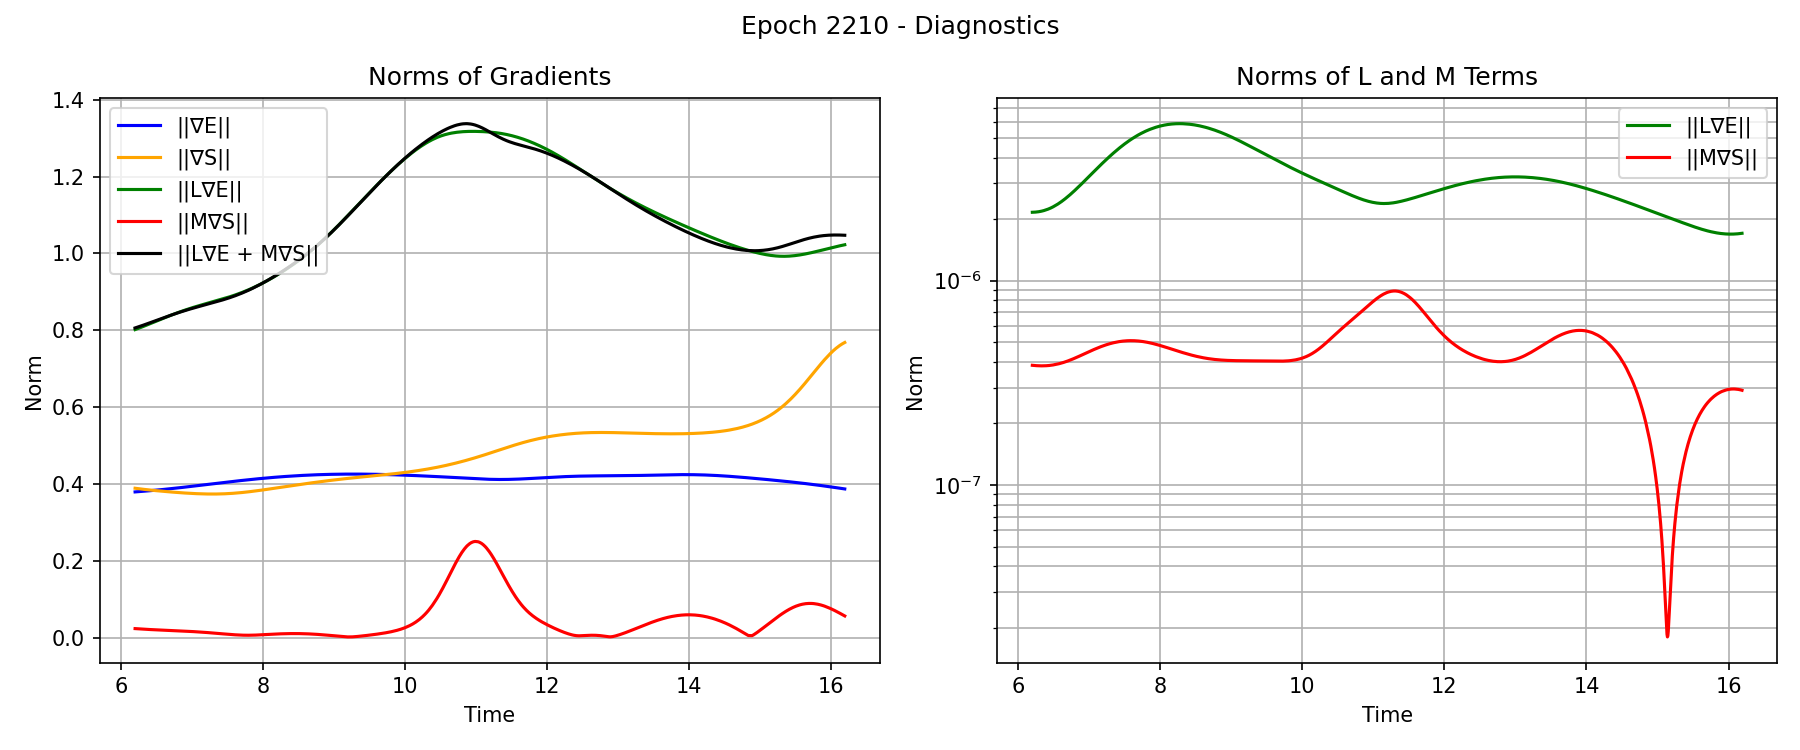 Epoch 2210 - Diagnostics
Norms of Gradients
1.4
1.2
1.0
0.8
0.6
0.4
0.2
0.0
Norm
||∇E||
||∇S||
||L∇E||
||M∇S||
||L∇E + M∇S||
6
8
10
12
14
16
Time
Norms of L and M Terms
10⁻⁶
10⁻⁷
Norm
||L∇E||
||M∇S||
6
8
10
12
14
16
Time